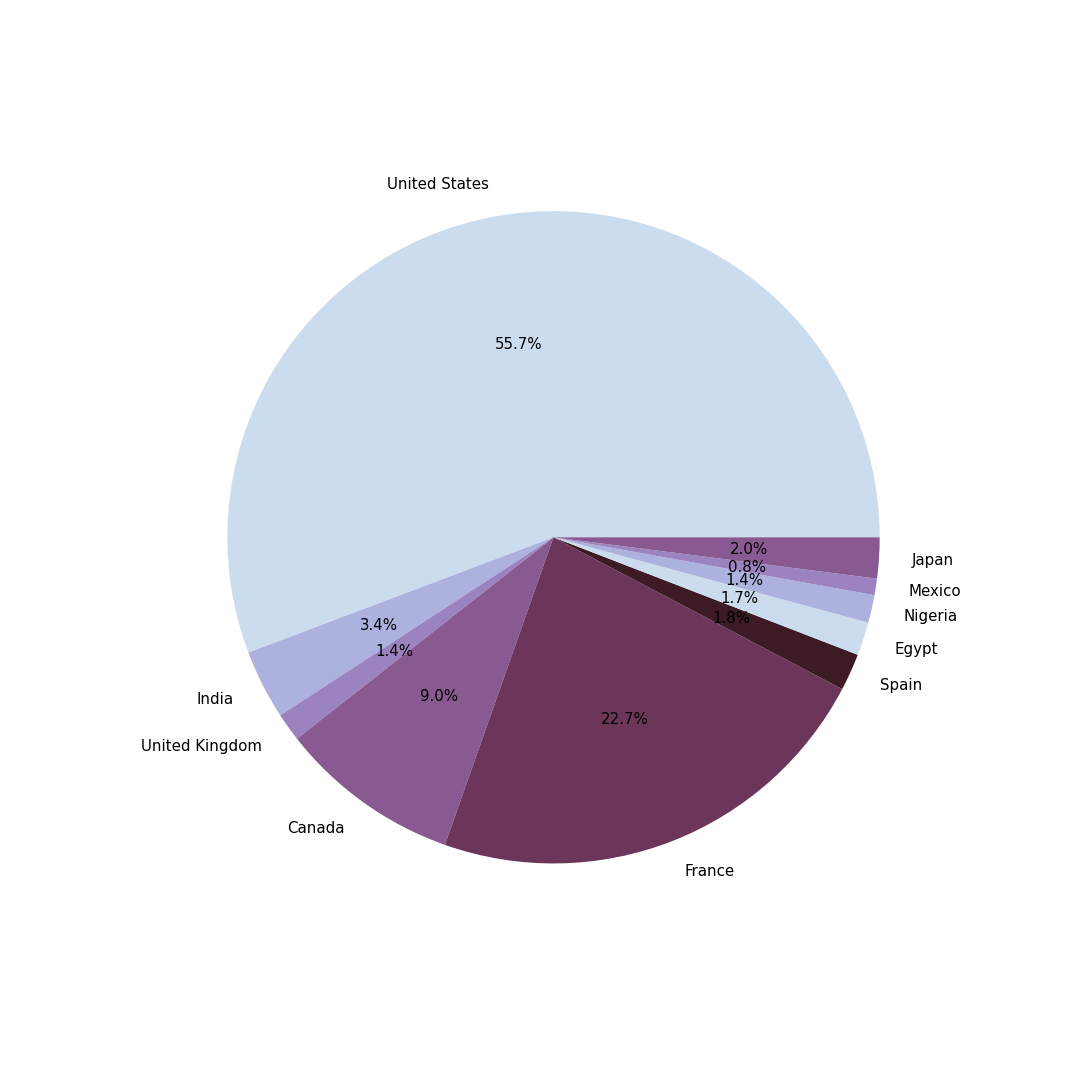 United States
55.7%
2.0%
Japan
0.8%
Mexico
1.4%
Nigeria
1.7%
Egypt
1.8%
Spain
3.4%
India
1.4%
United Kingdom
9.0%
Canada
22.7%
France